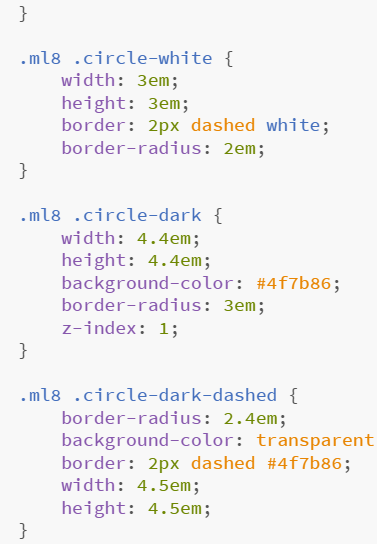 }
.ml8 .circle-white {
width: 3em;
height: 3em;
border: 2px dashed white;
border-radius: 2em;
}
.ml8 .circle-dark {
width: 4.4em;
height: 4.4em;
background-color: #4f7b86;
border-radius: 3em;
z-index: 1;
}
.ml8 .circle-dark-dashed {
border-radius: 2.4em;
background-color: transparent
border: 2px dashed #4f7b86;
width: 4.5em;
height: 4.5em;
}